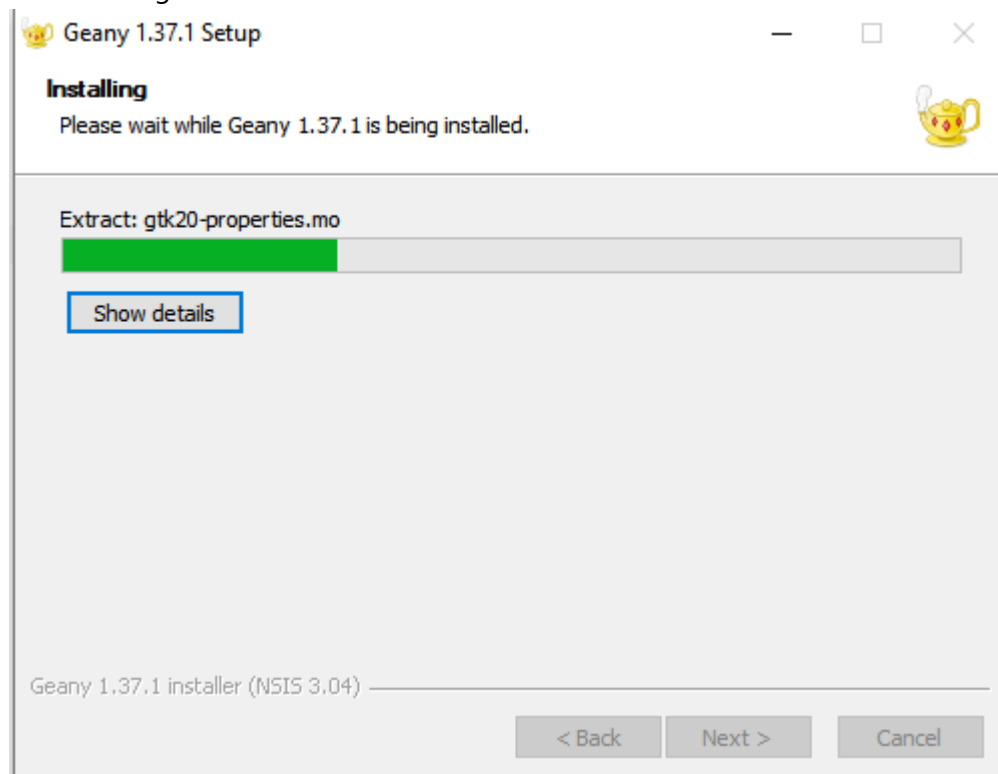 Geany 1.37.1 Setup
Installing
Please wait while Geany 1.37.1 is being installed.
Extract: gtk20-properties.mo
Show details
Geany 1.37.1 installer (NSIS 3.04)
< Back Next > Cancel